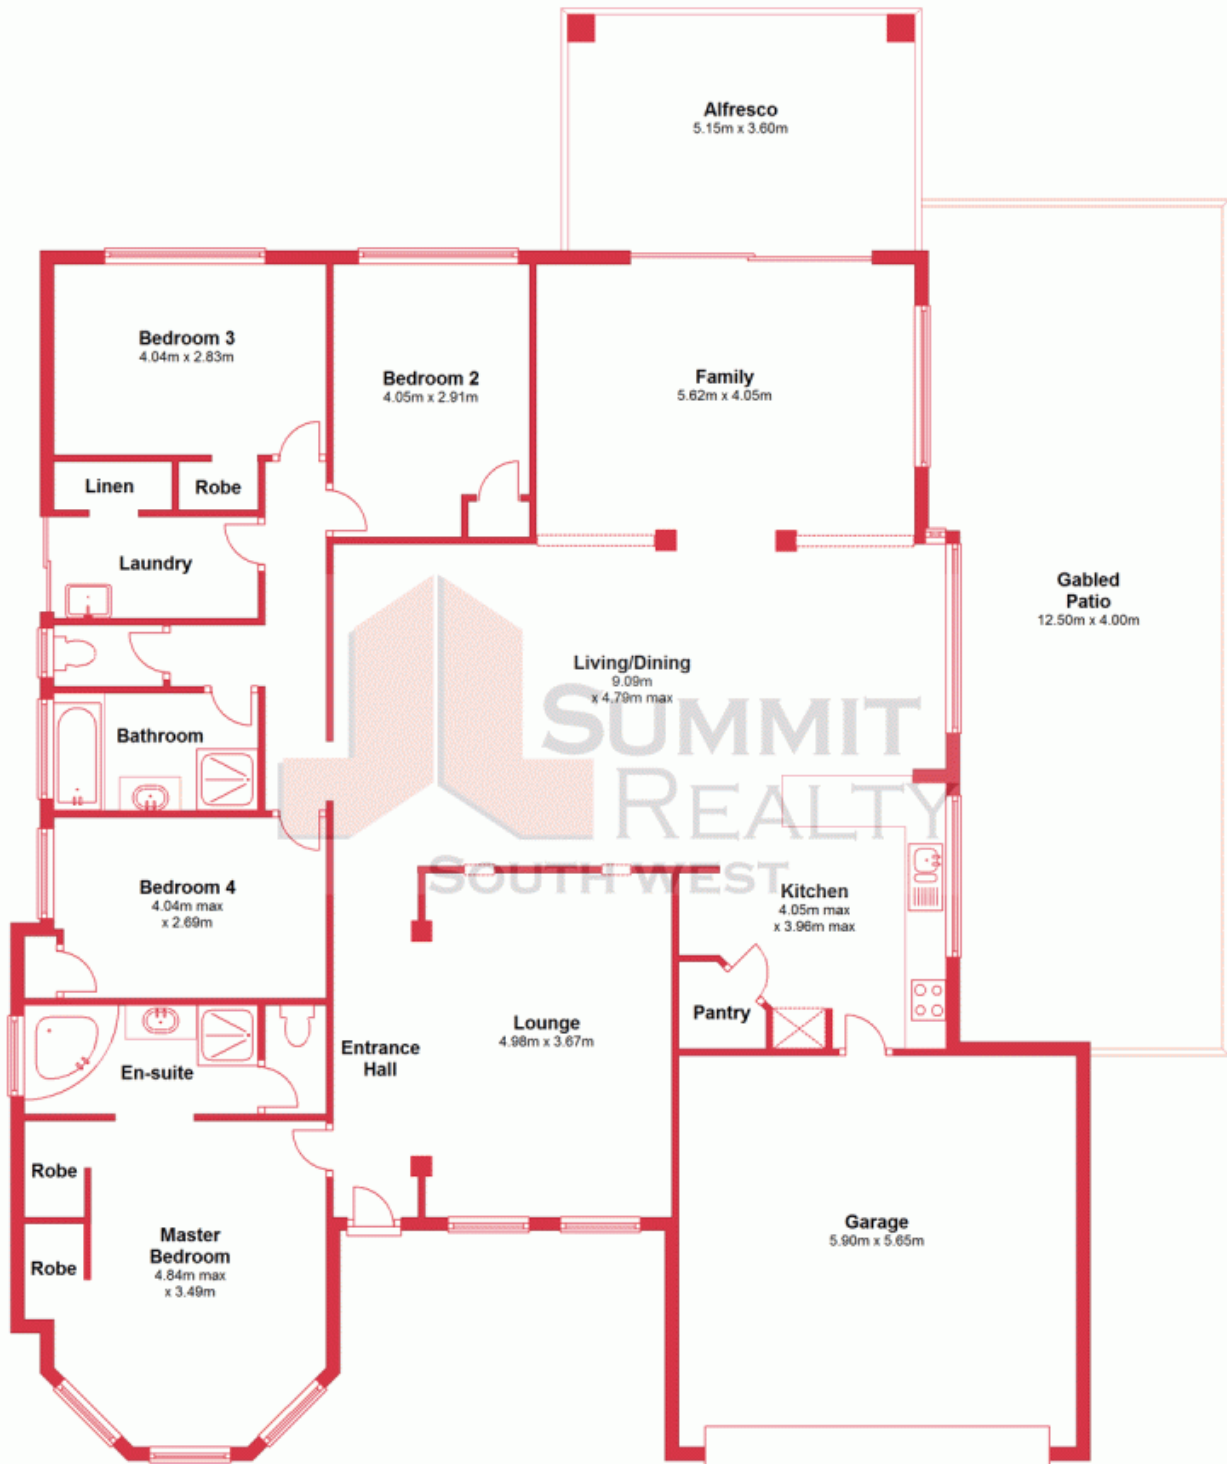 Alfresco
5.15m x 3.60m
Bedroom 3
4.04m x 2.83m
Bedroom 2
4.05m x 2.91m
Family
5.62m x 4.05m
Linen
Robe
Laundry
Gabled
Patio
12.50m x 4.00m
Living/Dining
9.09m
x 4.79m max
SUMMIT
REALTY
SOUTH WEST
Bathroom
Bedroom 4
4.04m max
x 2.69m
Kitchen
4.05m max
x 3.96m max
Pantry
Lounge
4.98m x 3.67m
Entrance
Hall
En-suite
Robe
Robe
Master
Bedroom
4.84m max
x 3.49m
Garage
5.90m x 5.65m